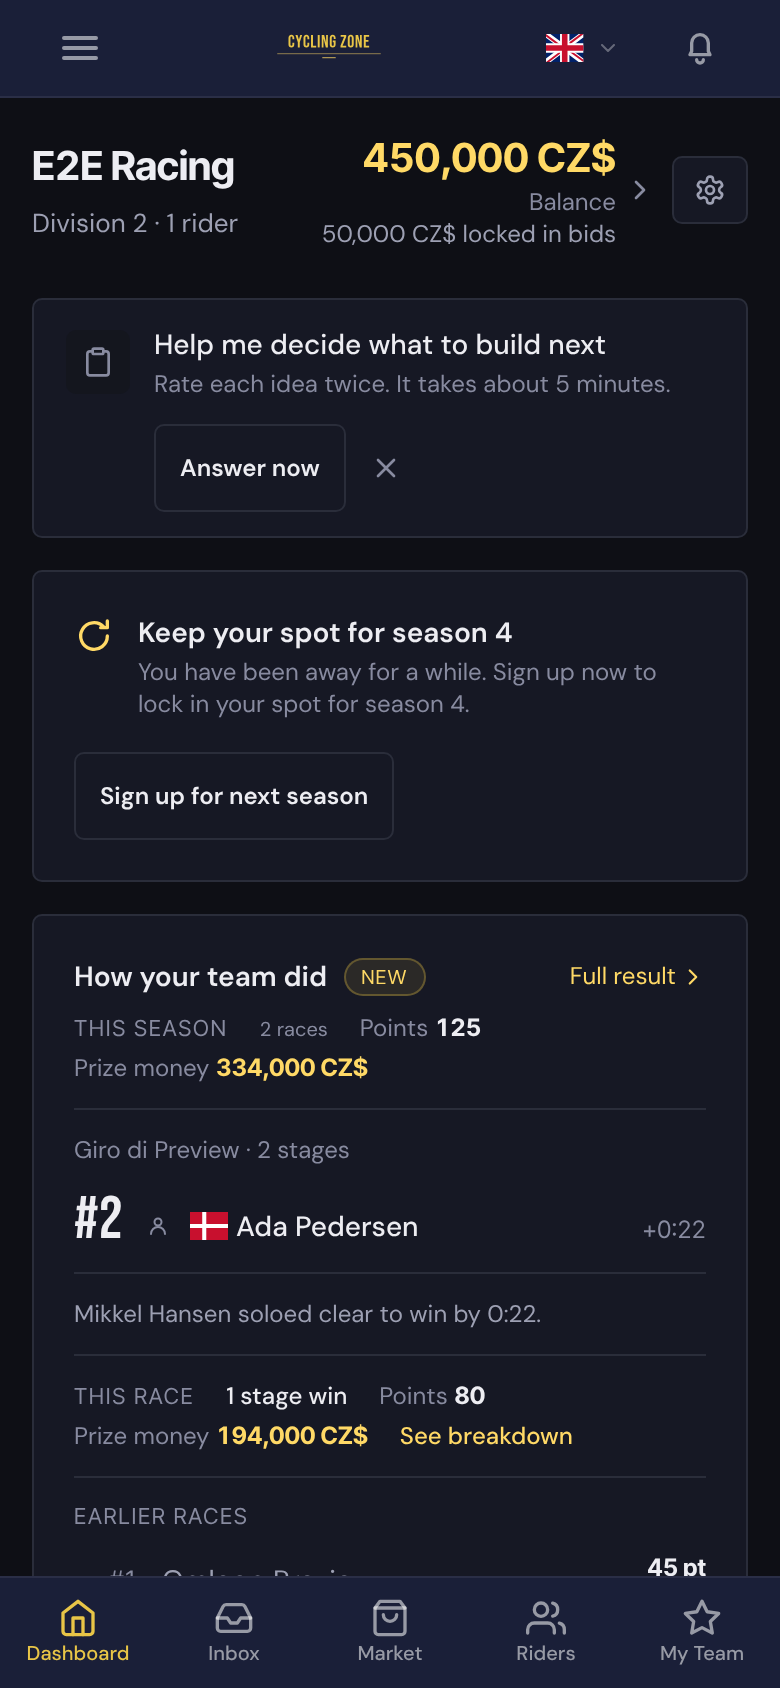 CYCLING ZONE
E2E Racing
450,000 CZ$
Balance
Division 2 · 1 rider
50,000 CZ$ locked in bids
Help me decide what to build next
Rate each idea twice. It takes about 5 minutes.
Answer now
Keep your spot for season 4
You have been away for a while. Sign up now to
lock in your spot for season 4.
Sign up for next season
How your team did NEW Full result
THIS SEASON 2 races Points 125
Prize money 334,000 CZ$
Giro di Preview · 2 stages
#2 Ada Pedersen +0:22
Mikkel Hansen soloed clear to win by 0:22.
THIS RACE 1 stage win Points 80
Prize money 194,000 CZ$ See breakdown
EARLIER RACES
#1 45 pt
Dashboard Inbox Market Riders My Team